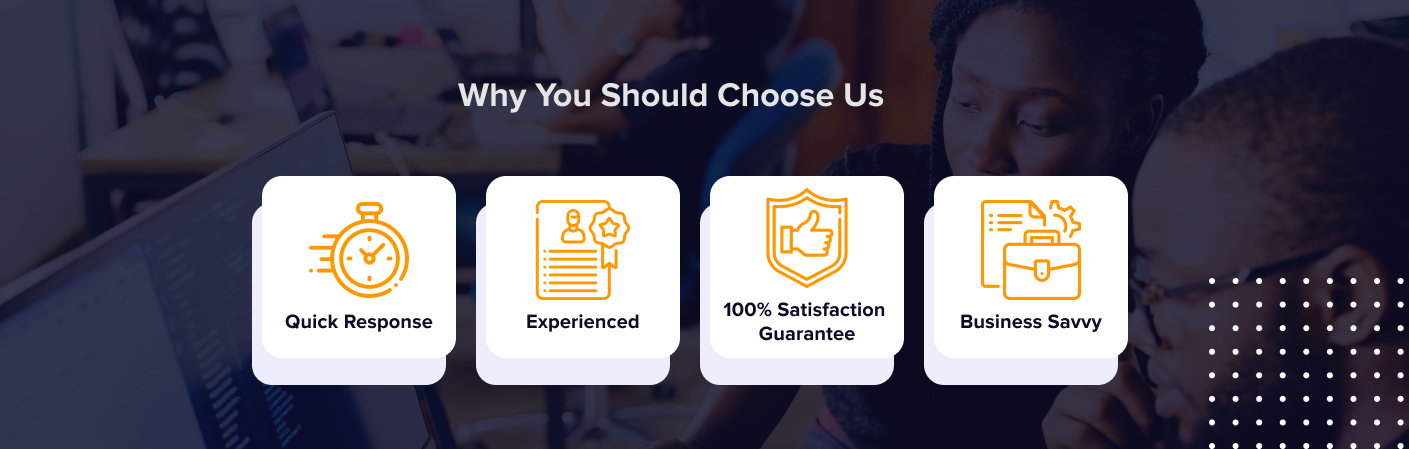 Why You Should Choose Us
Quick Response
Experienced
100% Satisfaction
Guarantee
Business Savvy